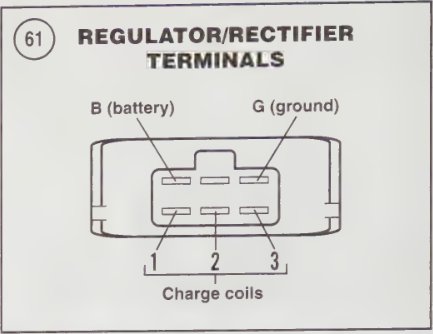 61
REGULATOR/RECTIFIER
TERMINALS
B (battery)
G (ground)
1 2 3
Charge coils